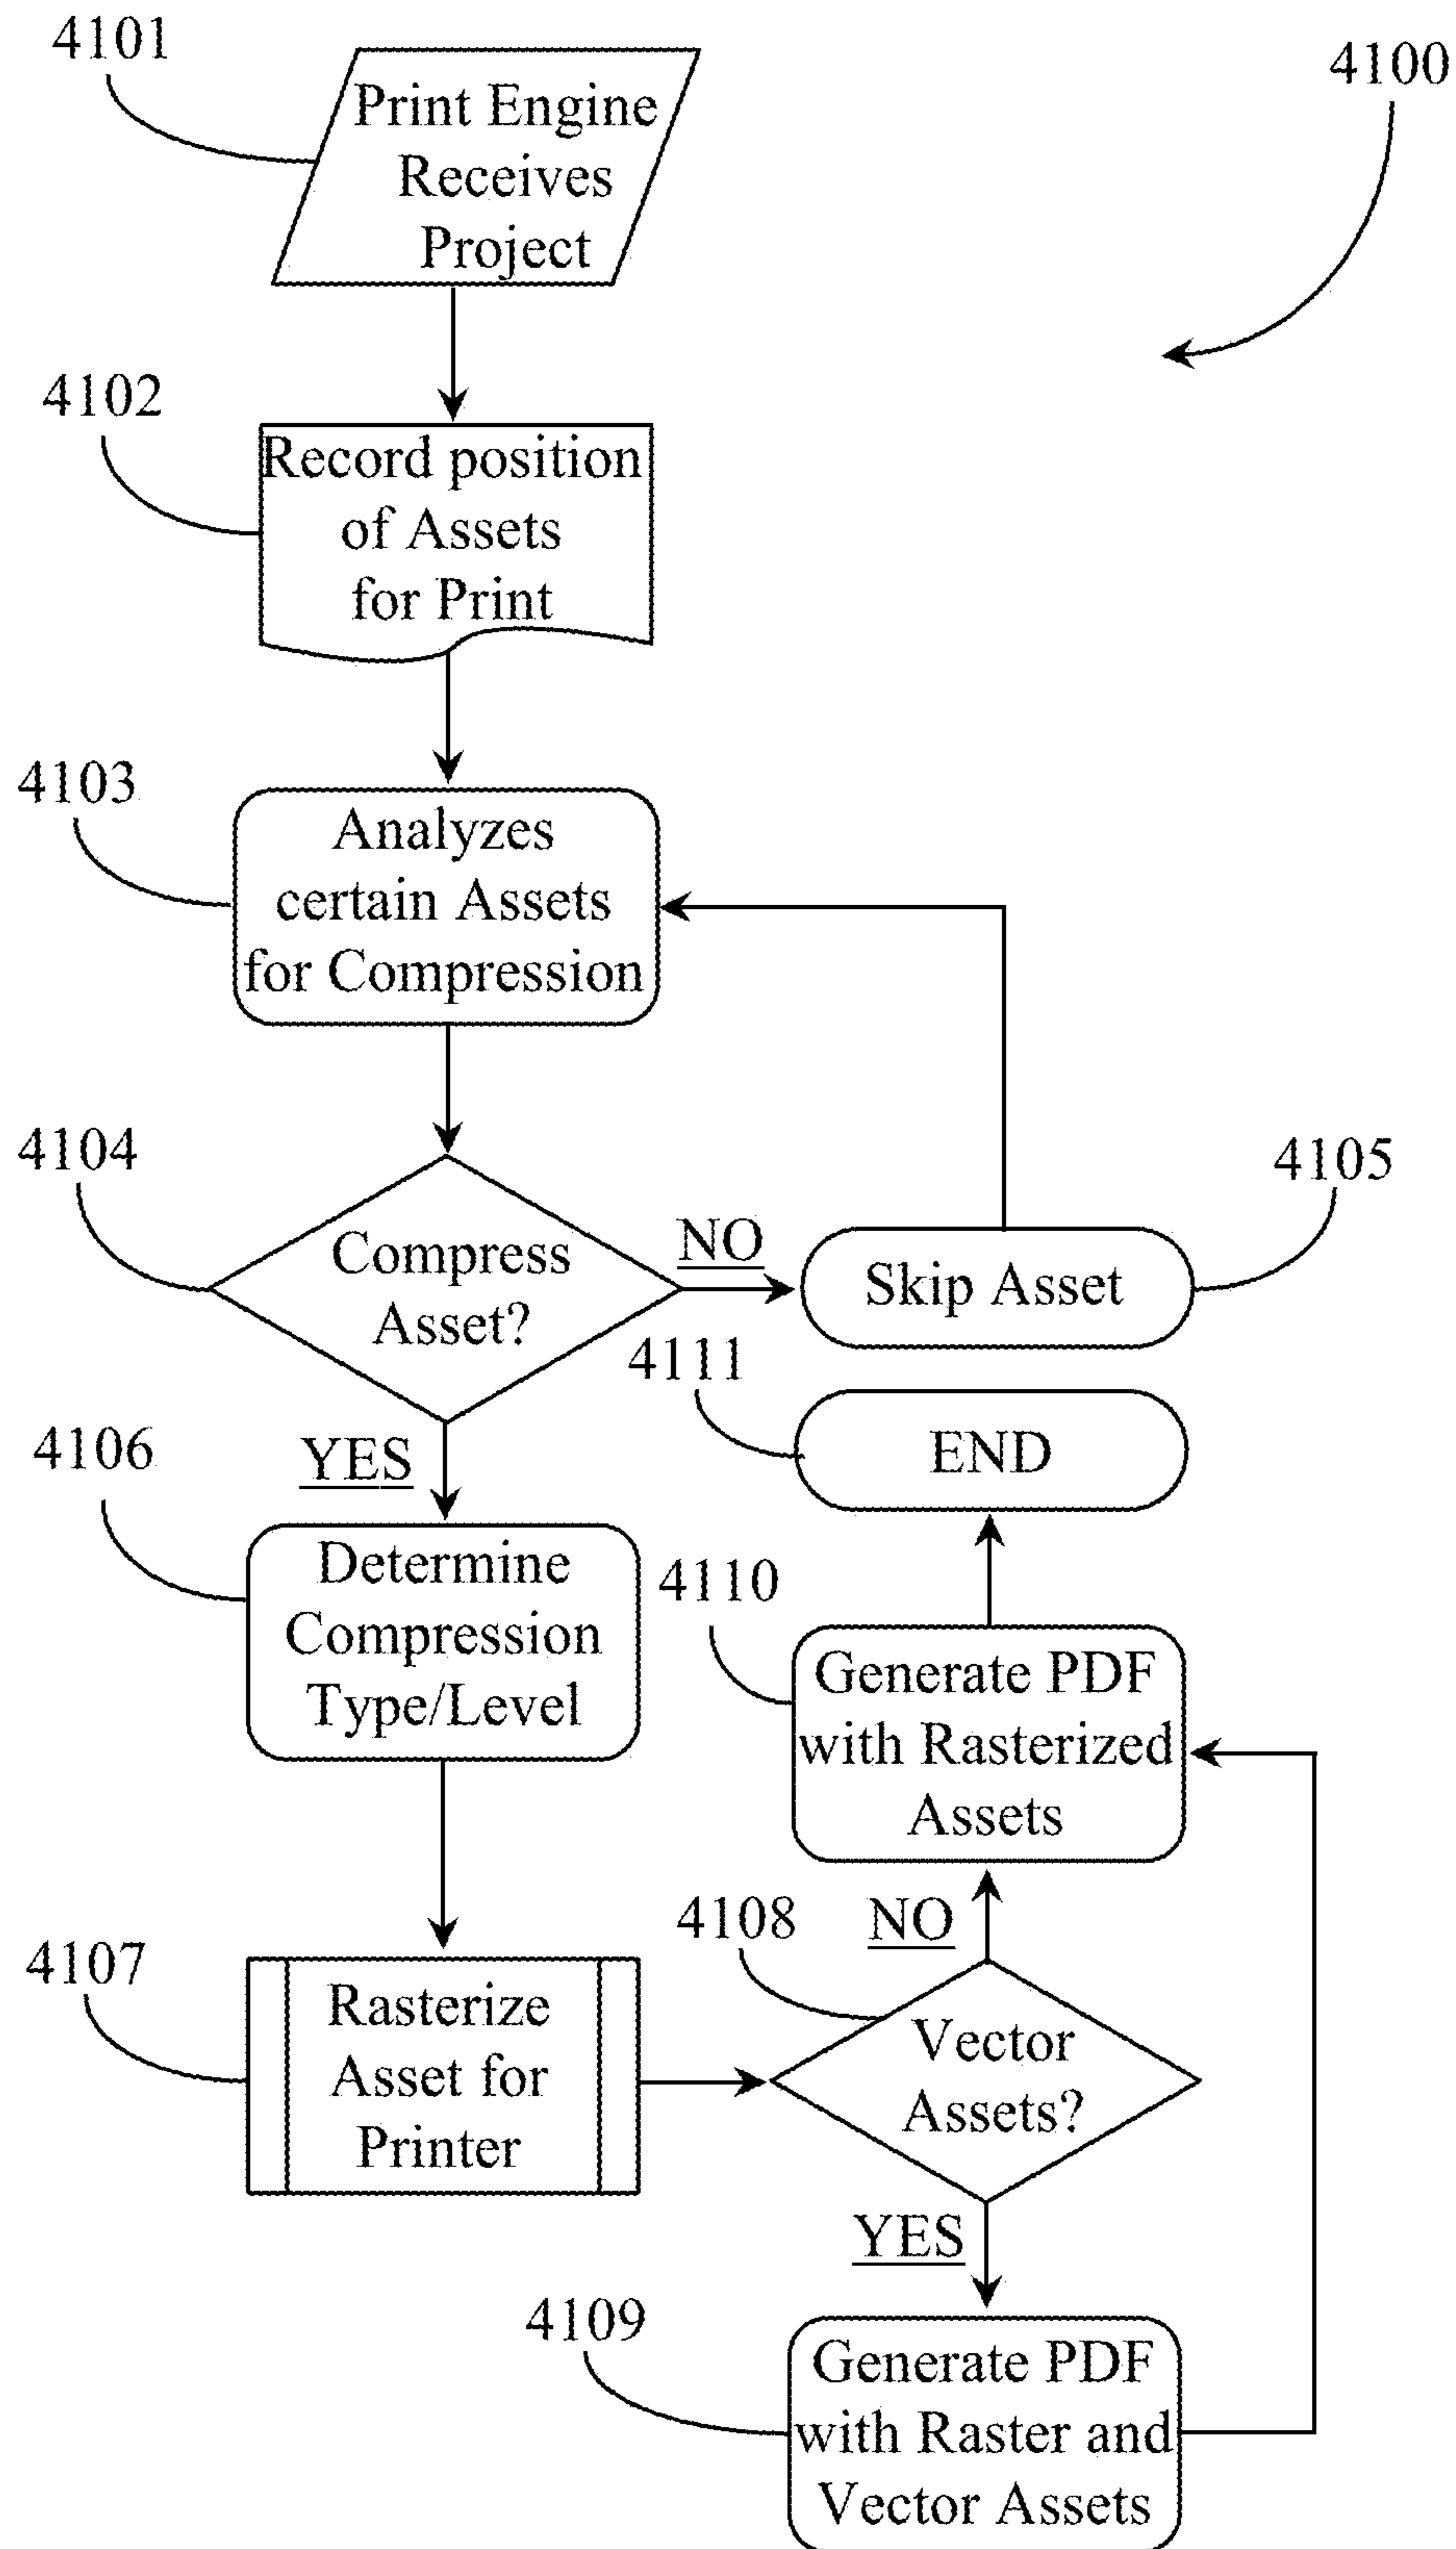 4101
4100
Print Engine
Receives
Project
4102
Record position
of Assets
for Print
4103
Analyzes
certain Assets
for Compression
4104
Compress
Asset?
NO
4105
Skip Asset
4111
END
YES
4106
Determine
Compression
Type/Level
4110
Generate PDF
with Rasterized
Assets
4107
Rasterize
Asset for
Printer
4108
NO
Vector
Assets?
YES
4109
Generate PDF
with Raster and
Vector Assets